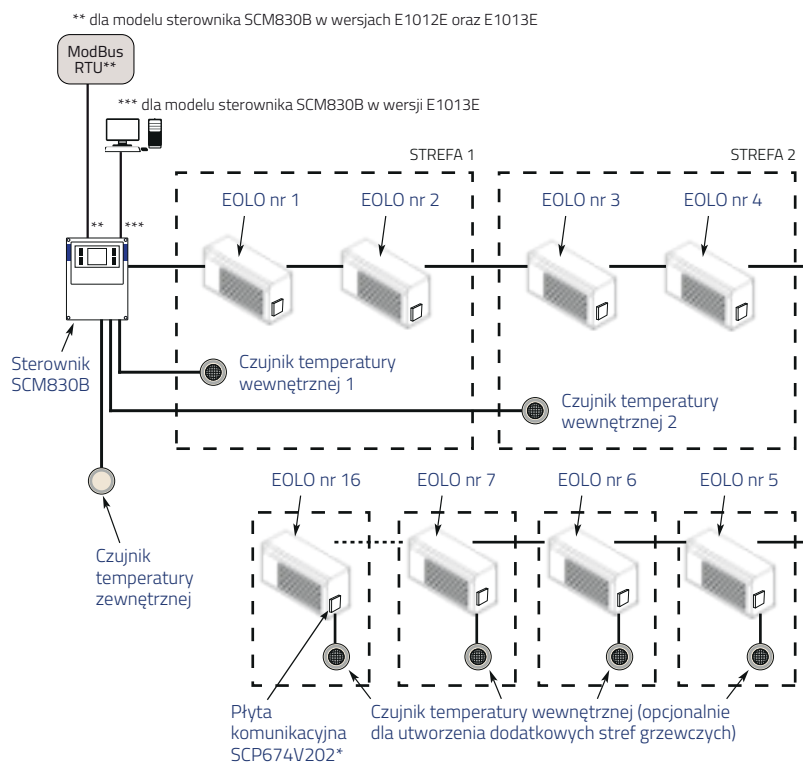 ** dla modelu sterownika SCM830B w wersjach E1012E oraz E1013E
ModBus
RTU**
*** dla modelu sterownika SCM830B w wersji E1013E
STREFA 1
STREFA 2
EOLO nr 1
EOLO nr 2
EOLO nr 3
EOLO nr 4
**
***
Sterownik
SCM830B
Czujnik temperatury
wewnętrznej 1
Czujnik temperatury
wewnętrznej 2
EOLO nr 16
EOLO nr 7
EOLO nr 6
EOLO nr 5
Czujnik
temperatury
zewnętrznej
Płyta
komunikacyjna
SCP674V202*
Czujnik temperatury wewnętrznej (opcjonalnie
dla utworzenia dodatkowych stref grzewczych)